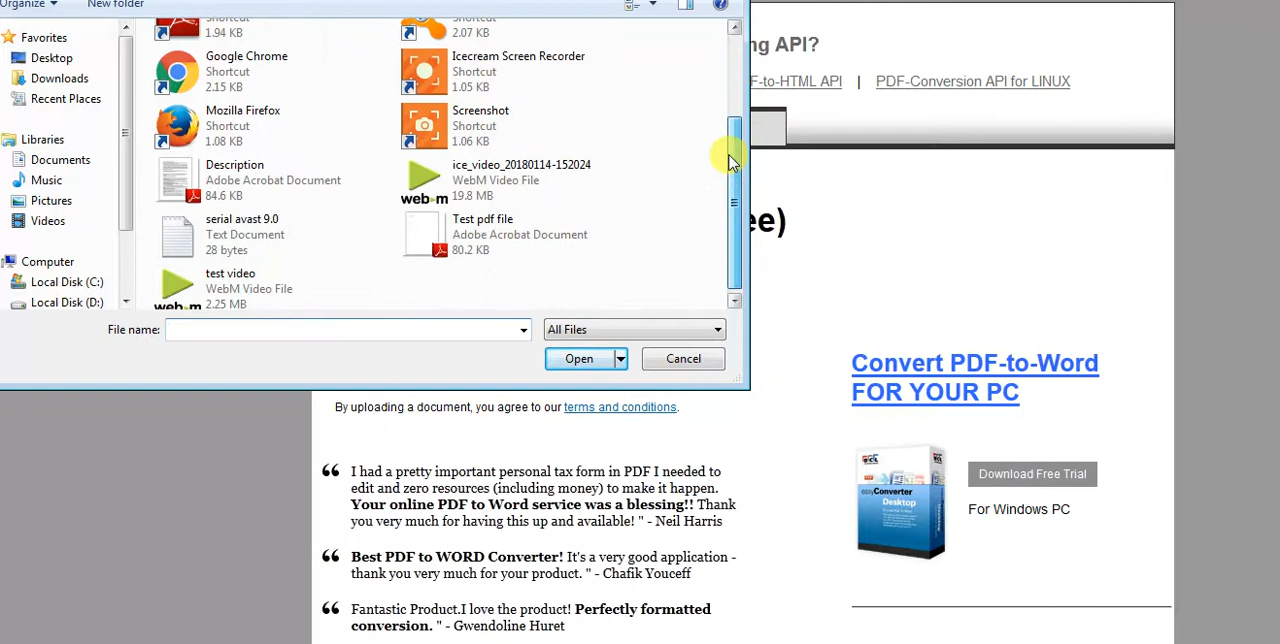 Organize
New folder
Shortcut
1.94 KB
Shortcut
2.07 KB
Favorites
Desktop
Downloads
Recent Places
Libraries
Documents
Music
Pictures
Videos
Computer
Local Disk (C:)
Local Disk (D:)
Google Chrome
Shortcut
2.15 KB
Icecream Screen Recorder
Shortcut
1.05 KB
Mozilla Firefox
Shortcut
1.08 KB
Screenshot
Shortcut
1.06 KB
Description
Adobe Acrobat Document
84.6 KB
ice_video_20180114-152024
WebM Video File
19.8 MB
webm
serial avast 9.0
Text Document
28 bytes
Test pdf file
Adobe Acrobat Document
80.2 KB
test video
WebM Video File
2.25 MB
webm
File name:
All Files
Open
Cancel
ng API?
F-to-HTML API | PDF-Conversion API for LINUX
ee)
Convert PDF-to-Word
FOR YOUR PC
easyConverter
Desktop
Download Free Trial
For Windows PC
By uploading a document, you agree to our terms and conditions.
“ I had a pretty important personal tax form in PDF I needed to
edit and zero resources (including money) to make it happen.
Your online PDF to Word service was a blessing!! Thank
you very much for having this up and available! " - Neil Harris
“ Best PDF to WORD Converter! It's a very good application -
thank you very much for your product. " - Chafik Youceff
“ Fantastic Product.I love the product! Perfectly formatted
conversion. " - Gwendoline Huret